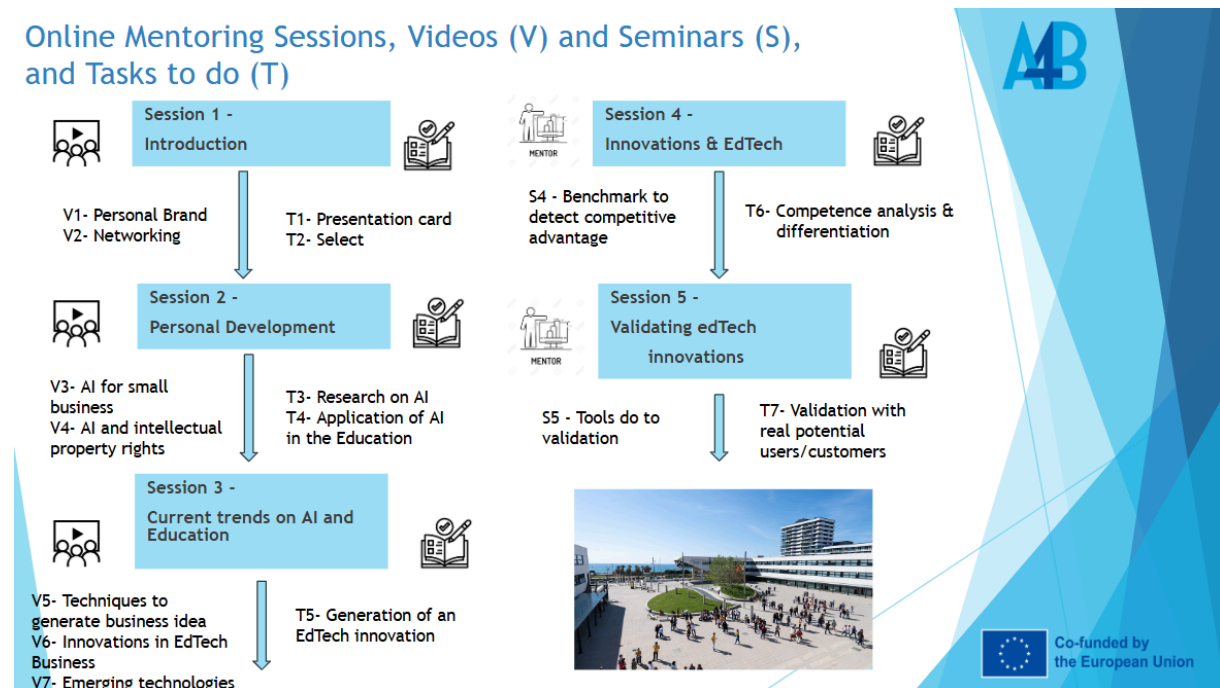 Online Mentoring Sessions, Videos (V) and Seminars (S),
and Tasks to do (T)
A4B
Session 1 -
Introduction
V1- Personal Brand
V2- Networking
T1- Presentation card
T2- Select
Session 2 -
Personal Development
V3- AI for small
business
V4- AI and intellectual
property rights
T3- Research on AI
T4- Application of AI
in the Education
Session 3 -
Current trends on AI and
Education
V5- Techniques to
generate business idea
V6- Innovations in EdTech
Business
V7- Emerging technologies
T5- Generation of an
EdTech innovation
MENTOR
Session 4 -
Innovations & EdTech
S4 - Benchmark to
detect competitive
advantage
T6- Competence analysis &
differentiation
MENTOR
Session 5 -
Validating edTech
innovations
S5 - Tools do to
validation
T7- Validation with
real potential
users/customers
Co-funded by
the European Union